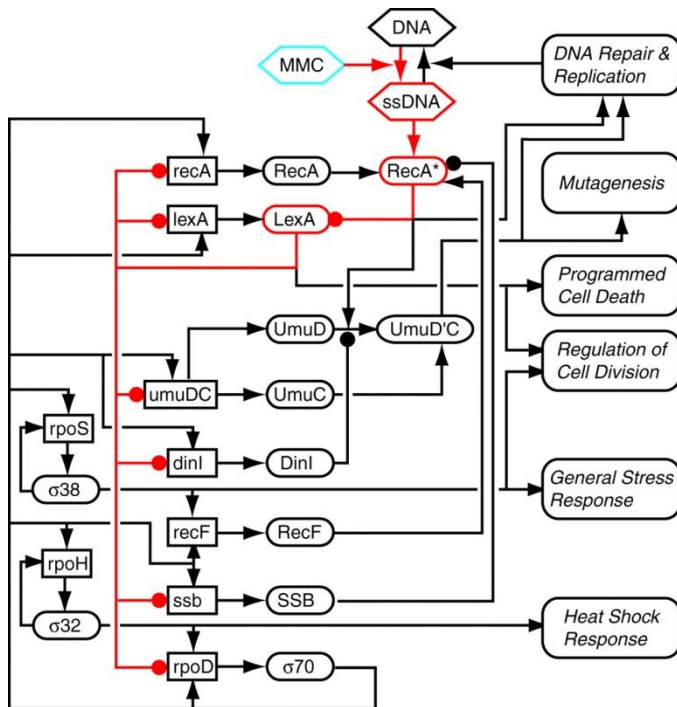 DNA
MMC
DNA Repair &
Replication
ssDNA
recA
RecA
RecA*
Mutagenesis
lexA
LexA
Programmed
Cell Death
UmuD
UmuD'C
Regulation of
Cell Division
umuDC
UmuC
rpoS
dinI
DinI
σ38
General Stress
Response
recF
RecF
rpoH
ssb
SSB
σ32
Heat Shock
Response
rpoD
σ70